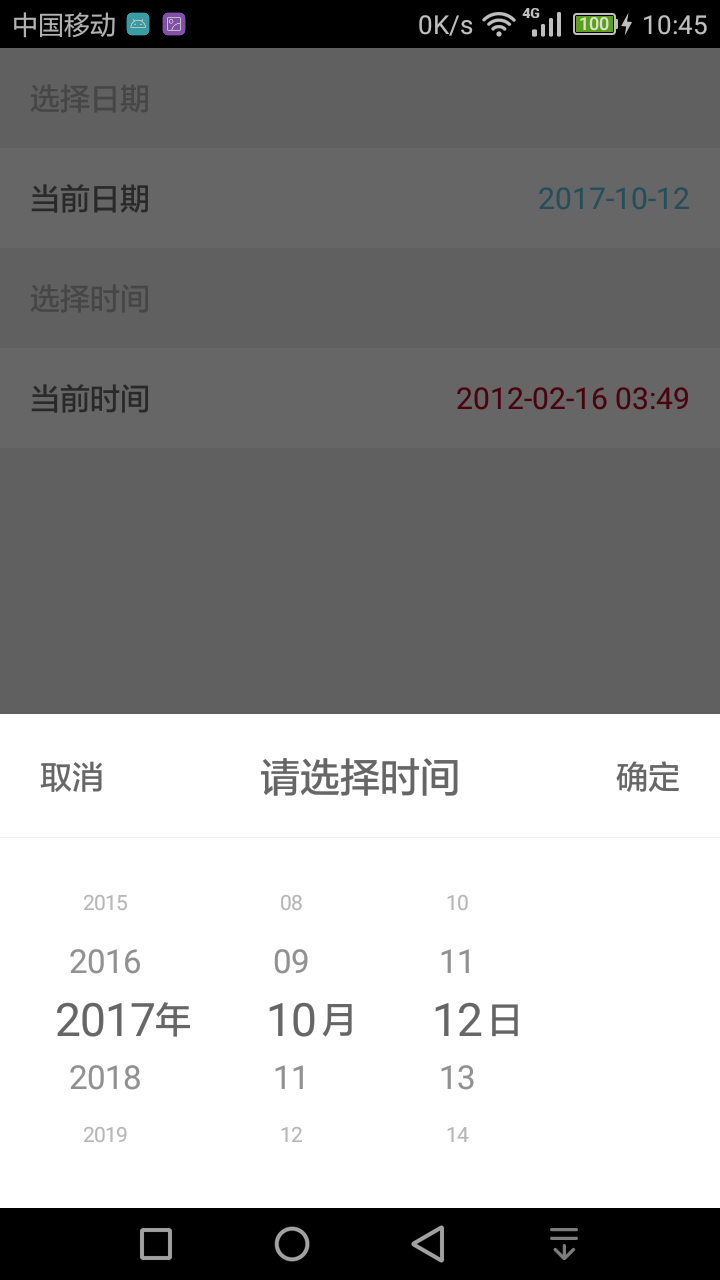 中国移动 0K/s 4G 100 10:45
选择日期
当前日期 2017-10-12
选择时间
当前时间 2012-02-16 03:49
取消 请选择时间 确定
2015 08 10
2016 09 11
2017年 10月 12日
2018 11 13
2019 12 14